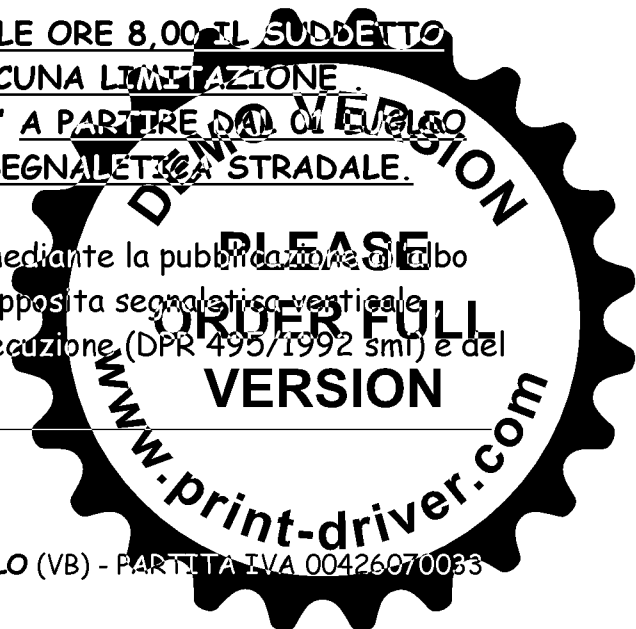 LE ORE 8,00 IL SUDDETTO
CUNA LIMITAZIONE .
' A PARTIRE DAL 01 LUGLIO
EGNALETICA STRADALE.
mediante la pubblicazione all'albo
pposita segnaletica verticale,
ecuzione (DPR 495/1992 smi) e del
LO (VB) - PARTITA IVA 00426070033
DEMO VERSION
PLEASE
ORDER FULL
VERSION
www.print-driver.com